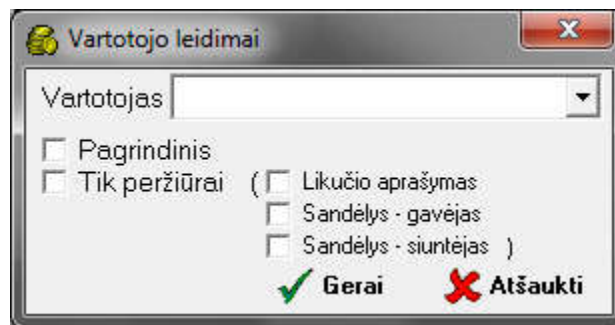 Vartotojo leidimai
Vartotojas
Pagrindinis
Tik peržiūrai ( Likučio aprašymas
Sandėlys - gavėjas
Sandėlys - siuntėjas )
Gerai Atšaukti